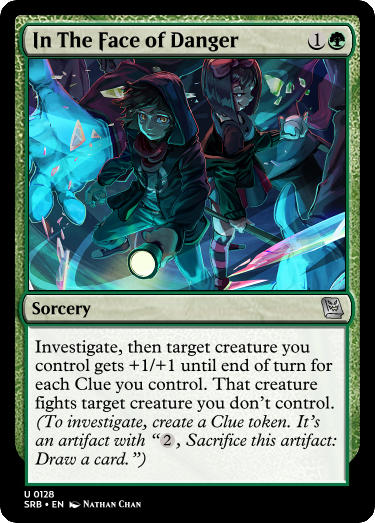 In The Face of Danger 1
Sorcery
Investigate, then target creature you
control gets +1/+1 until end of turn for
each Clue you control. That creature
fights target creature you don’t control.
(To investigate, create a Clue token. It’s
an artifact with “2, Sacrifice this artifact:
Draw a card.”)
U 0128
SRB • EN Nathan Chan